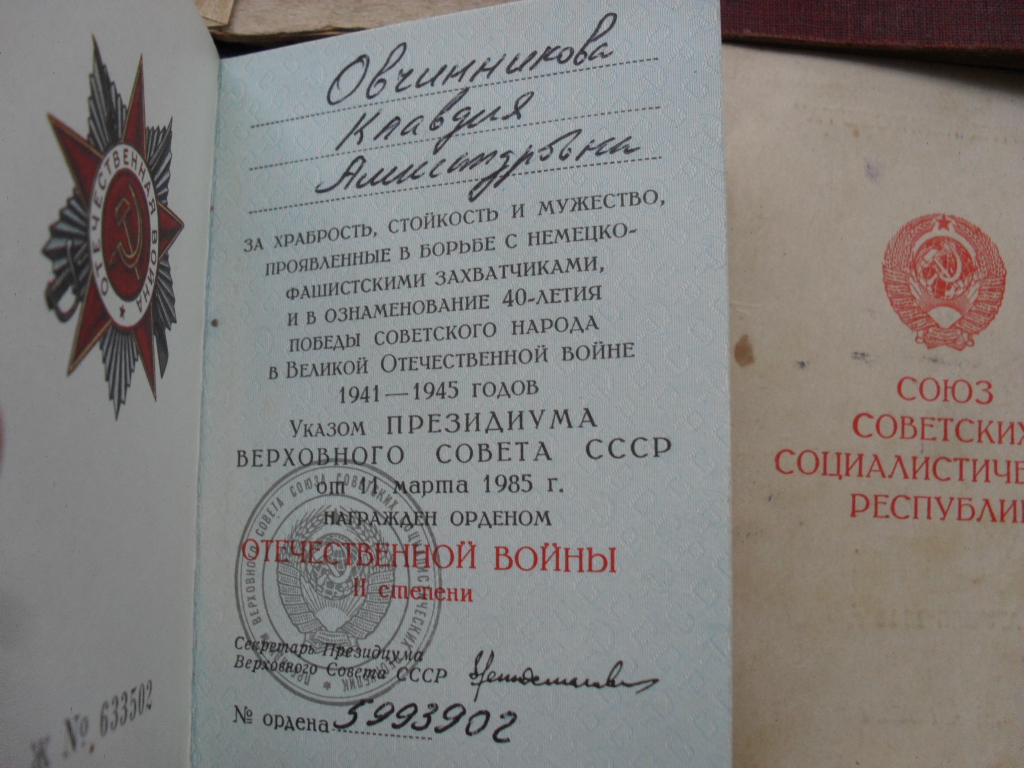 ОТЕЧЕСТВЕННАЯ ВОЙНА
Ж № 633502
Овчинникова
Клавдия
Александровна
ЗА ХРАБРОСТЬ, СТОЙКОСТЬ И МУЖЕСТВО,
ПРОЯВЛЕННЫЕ В БОРЬБЕ С НЕМЕЦКО-
ФАШИСТСКИМИ ЗАХВАТЧИКАМИ,
И В ОЗНАМЕНОВАНИЕ 40-ЛЕТИЯ
ПОБЕДЫ СОВЕТСКОГО НАРОДА
В ВЕЛИКОЙ ОТЕЧЕСТВЕННОЙ ВОЙНЕ
1941—1945 ГОДОВ
УКАЗОМ ПРЕЗИДИУМА
ВЕРХОВНОГО СОВЕТА СССР
от 11 марта 1985 г.
НАГРАЖДЕН ОРДЕНОМ
ОТЕЧЕСТВЕННОЙ ВОЙНЫ
II степени
Секретарь Президиума
Верховного Совета СССР
№ ордена 5993902
СОЮЗ
СОВЕТСКИХ
СОЦИАЛИСТИЧЕС
РЕСПУБЛИ